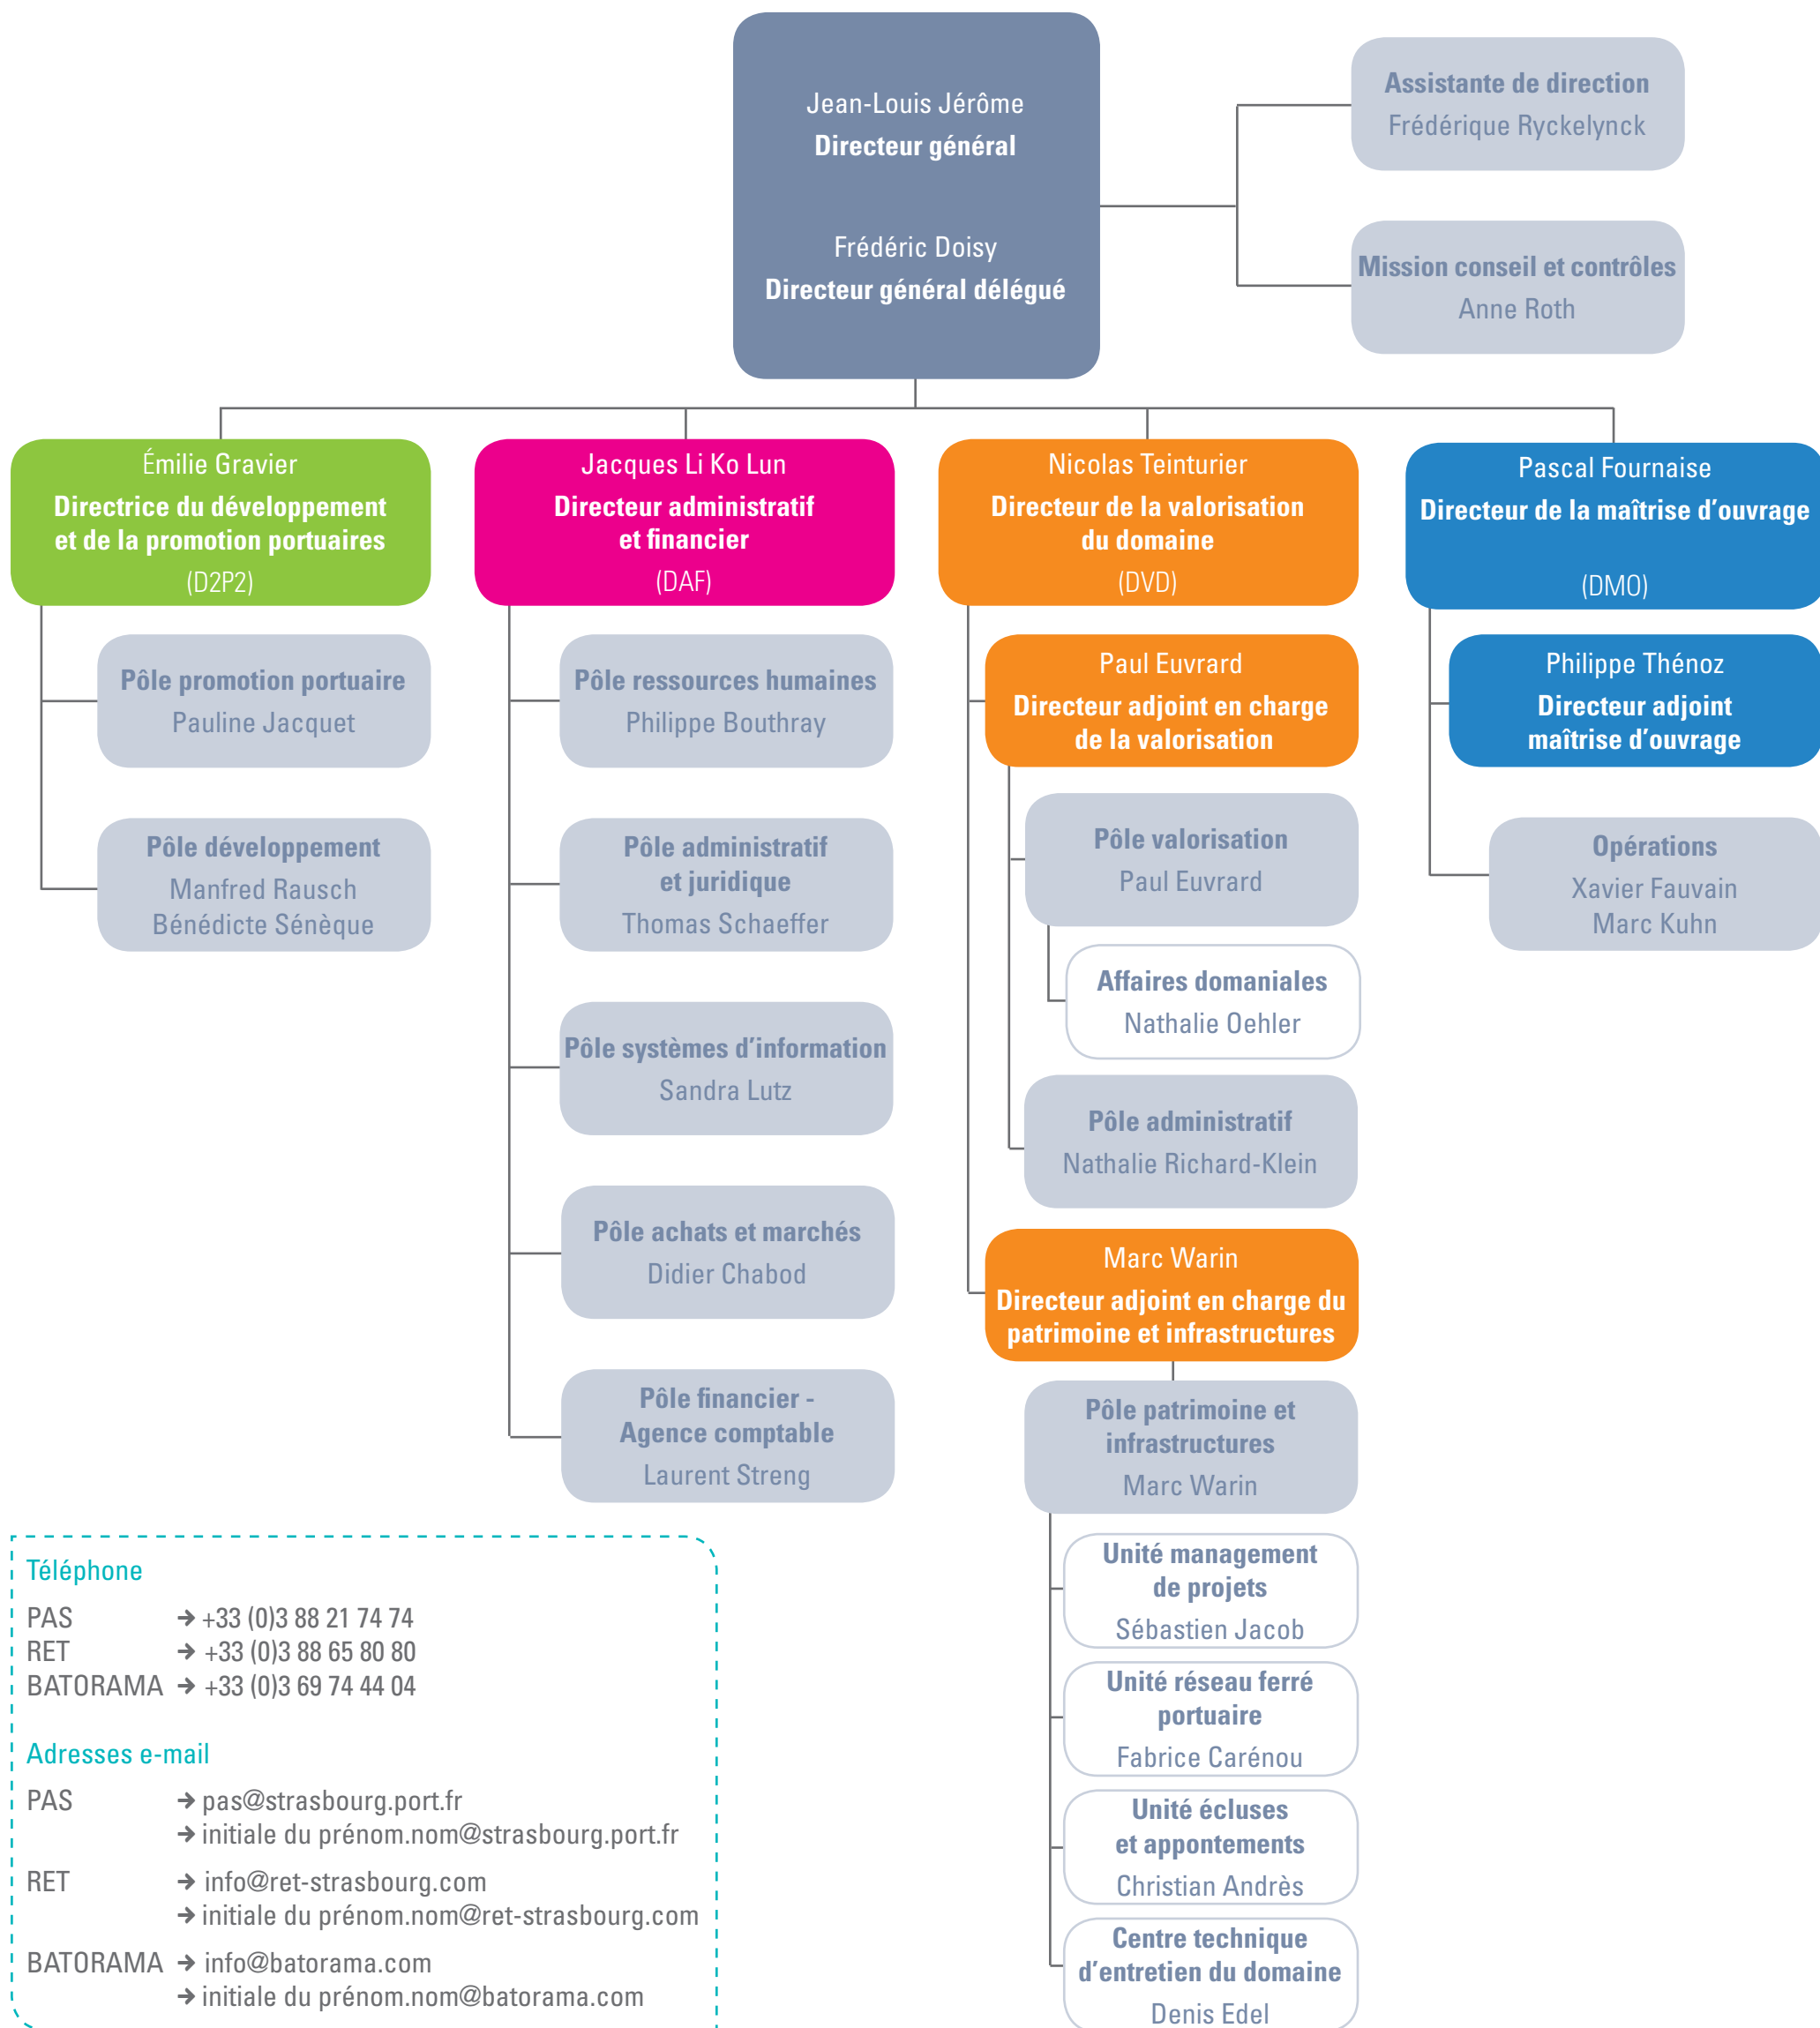 Jean-Louis Jérôme
Directeur général
Frédéric Doisy
Directeur général délégué
Assistante de direction
Frédérique Ryckelynck
Mission conseil et contrôles
Anne Roth
Émilie Gravier
Directrice du développement
et de la promotion portuaires
(D2P2)
Pôle promotion portuaire
Pauline Jacquet
Pôle développement
Manfred Rausch
Bénédicte Sénèque
Jacques Li Ko Lun
Directeur administratif
et financier
(DAF)
Pôle ressources humaines
Philippe Bouthray
Pôle administratif
et juridique
Thomas Schaeffer
Pôle systèmes d’information
Sandra Lutz
Pôle achats et marchés
Didier Chabod
Pôle financier -
Agence comptable
Laurent Streng
Nicolas Teinturier
Directeur de la valorisation
du domaine
(DVD)
Paul Euvrard
Directeur adjoint en charge
de la valorisation
Pôle valorisation
Paul Euvrard
Affaires domaniales
Nathalie Oehler
Pôle administratif
Nathalie Richard-Klein
Marc Warin
Directeur adjoint en charge du
patrimoine et infrastructures
Pôle patrimoine et
infrastructures
Marc Warin
Unité management
de projets
Sébastien Jacob
Unité réseau ferré
portuaire
Fabrice Carénou
Unité écluses
et appontements
Christian Andrès
Centre technique
d’entretien du domaine
Denis Edel
Pascal Fournaise
Directeur de la maîtrise d’ouvrage
(DMO)
Philippe Thénoz
Directeur adjoint
maîtrise d’ouvrage
Opérations
Xavier Fauvain
Marc Kuhn
Téléphone
PAS → +33 (0)3 88 21 74 74
RET → +33 (0)3 88 65 80 80
BATORAMA → +33 (0)3 69 74 44 04
Adresses e-mail
PAS → pas@strasbourg.port.fr
→ initiale du prénom.nom@strasbourg.port.fr
RET → info@ret-strasbourg.com
→ initiale du prénom.nom@ret-strasbourg.com
BATORAMA → info@batorama.com
→ initiale du prénom.nom@batorama.com